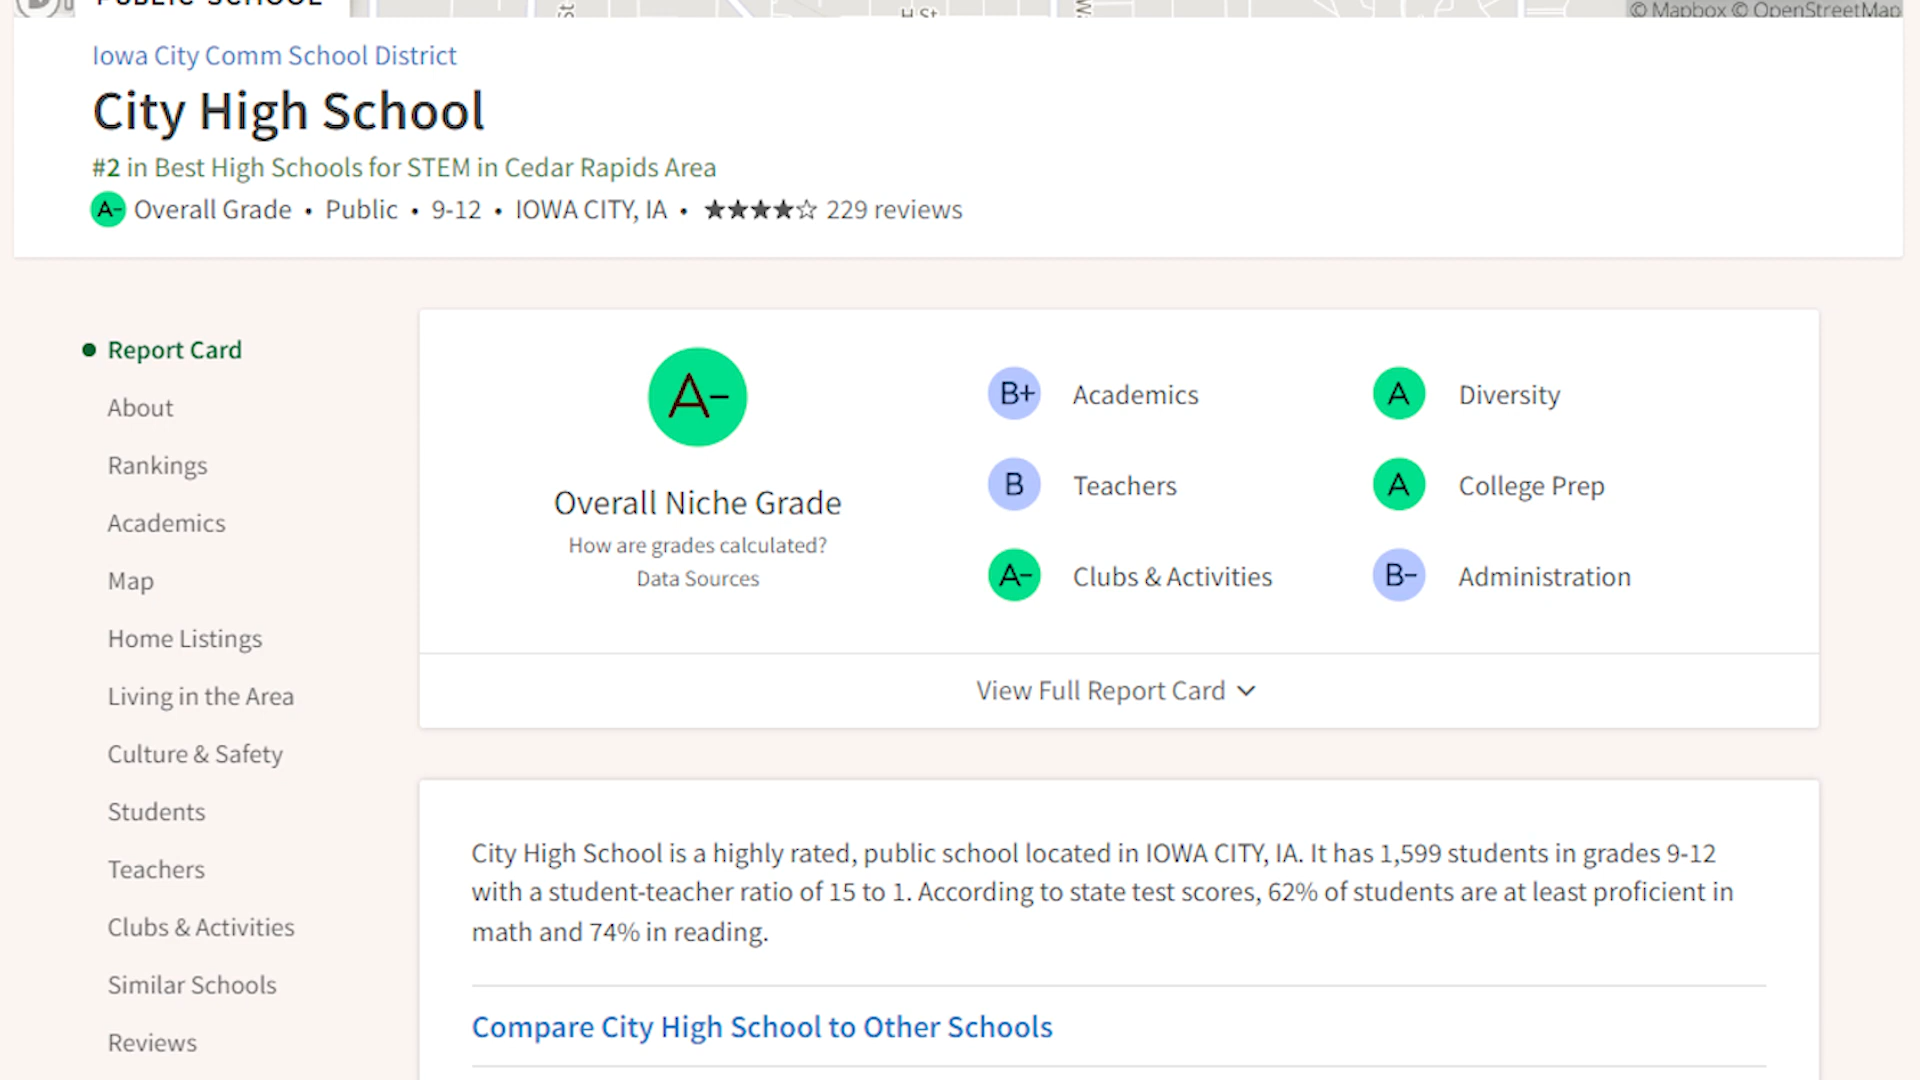 PUBLIC SCHOOL
St
H St
© Mapbox © OpenStreetMap
Iowa City Comm School District
City High School
#2 in Best High Schools for STEM in Cedar Rapids Area
A- Overall Grade • Public • 9-12 • IOWA CITY, IA • ★★★★☆ 229 reviews
Report Card
About
Rankings
Academics
Map
Home Listings
Living in the Area
Culture & Safety
Students
Teachers
Clubs & Activities
Similar Schools
Reviews
A-
Overall Niche Grade
How are grades calculated?
Data Sources
B+ Academics
A Diversity
B Teachers
A College Prep
A- Clubs & Activities
B- Administration
View Full Report Card
City High School is a highly rated, public school located in IOWA CITY, IA. It has 1,599 students in grades 9-12
with a student-teacher ratio of 15 to 1. According to state test scores, 62% of students are at least proficient in
math and 74% in reading.
Compare City High School to Other Schools